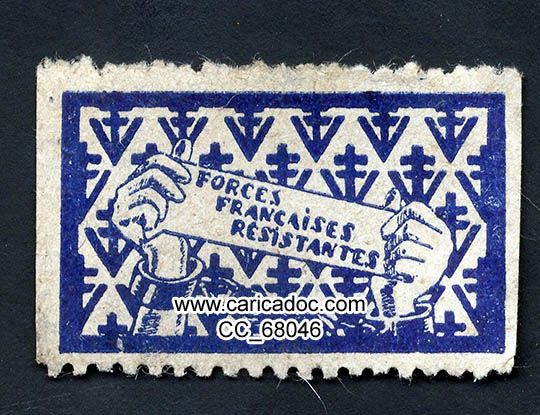 FORCES
FRANÇAISES
RÉSISTANTES
www.caricadoc.com
CC_68046